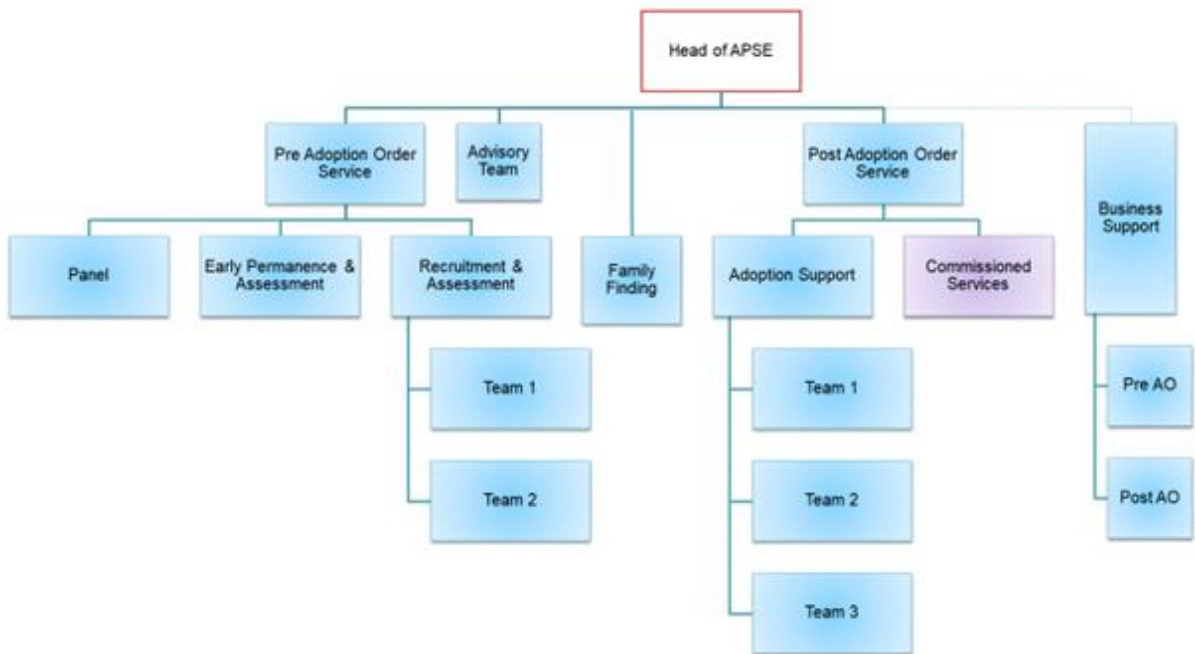 Head of APSE
Pre Adoption Order
Service
Advisory
Team
Post Adoption Order
Service
Business
Support
Panel
Early Permanence &
Assessment
Recruitment &
Assessment
Family
Finding
Adoption Support
Commissioned
Services
Team 1
Team 1
Pre AO
Team 2
Team 2
Post AO
Team 3